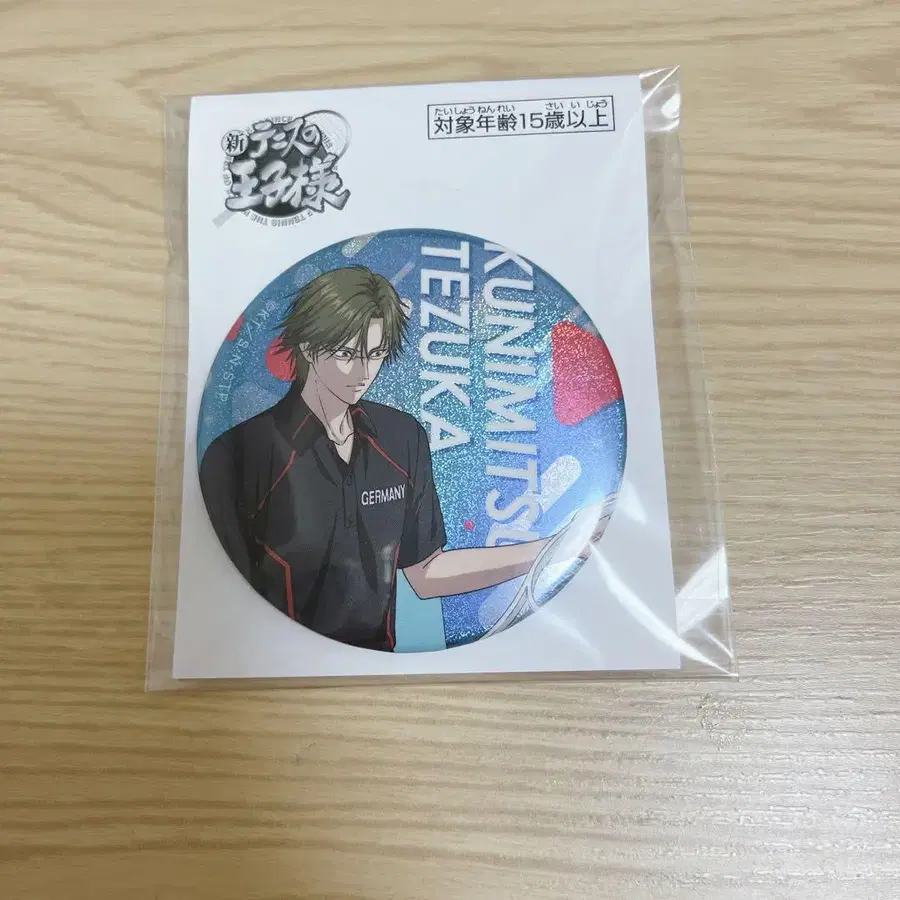 新テニスの
王子様
たいしょうねんれい さいいじょう
対象年齢15歳以上
KUNIMITSU
TEZUKA
GERMANY